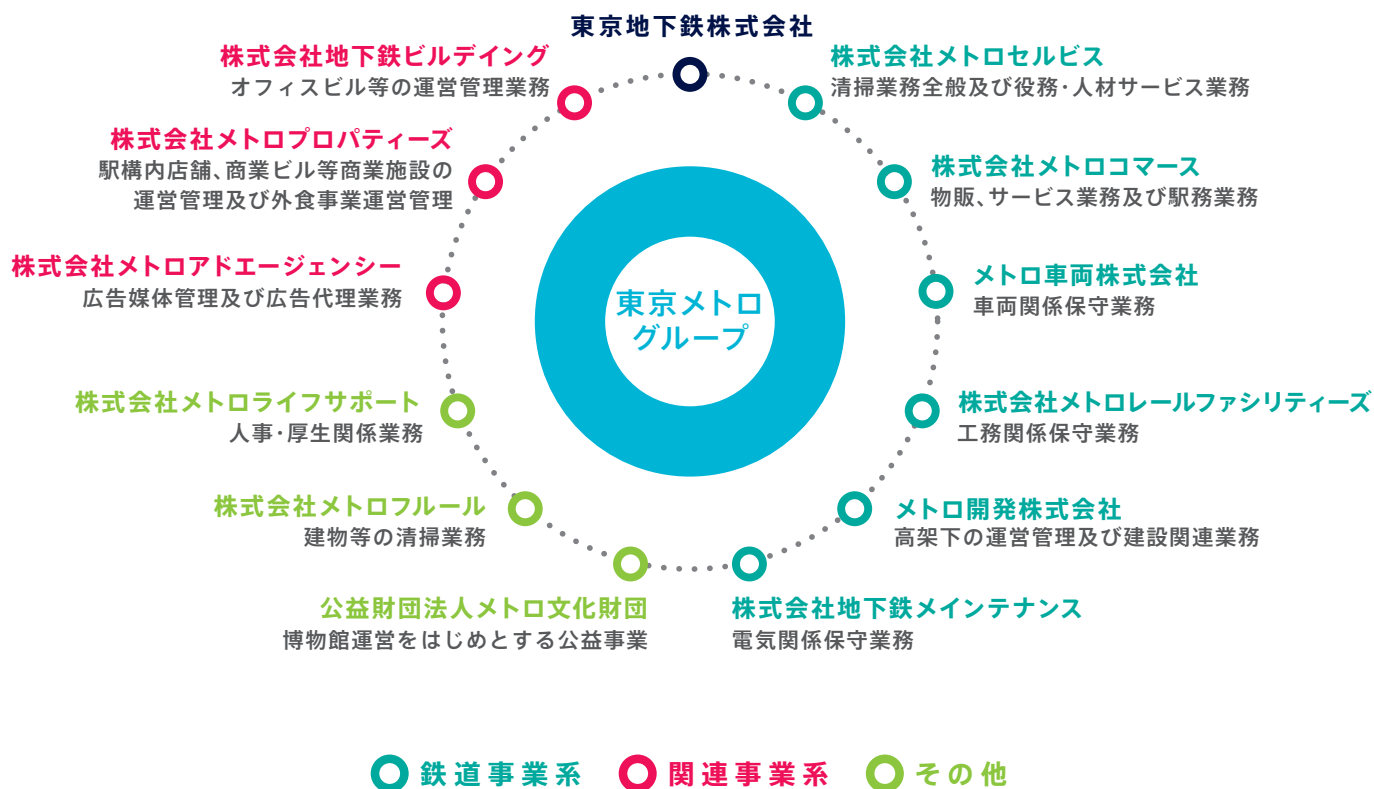 東京地下鉄株式会社
株式会社メトロセルビス
清掃業務全般及び役務・人材サービス業務
株式会社メトロコマース
物販、サービス業務及び駅務業務
メトロ車両株式会社
車両関係保守業務
株式会社メトロレールファシリティーズ
工務関係保守業務
メトロ開発株式会社
高架下の運営管理及び建設関連業務
株式会社地下鉄メインテナンス
電気関係保守業務
公益財団法人メトロ文化財団
博物館運営をはじめとする公益事業
株式会社メトロフルール
建物等の清掃業務
株式会社メトロライフサポート
人事・厚生関係業務
株式会社メトロアドエージェンシー
広告媒体管理及び広告代理業務
株式会社メトロプロパティーズ
駅構内店舗、商業ビル等商業施設の
運営管理及び外食事業運営管理
株式会社地下鉄ビルデイング
オフィスビル等の運営管理業務
東京メトロ
グループ
鉄道事業系
関連事業系
その他